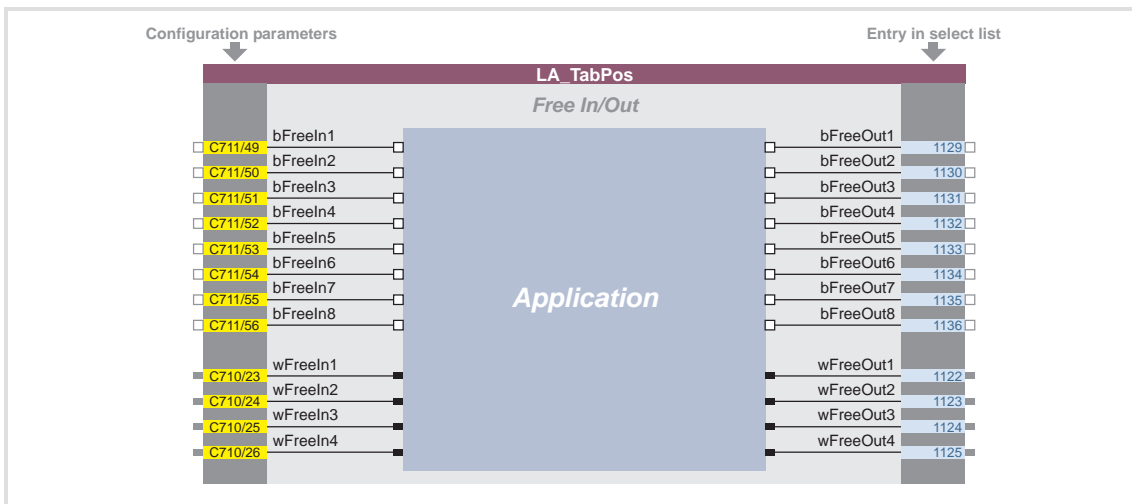 Configuration parameters Entry in select list
LA_TabPos
Free In/Out
bFreeIn1 bFreeOut1
C711/49 1129
bFreeIn2 bFreeOut2
C711/50 1130
bFreeIn3 bFreeOut3
C711/51 1131
bFreeIn4 bFreeOut4
C711/52 1132
bFreeIn5 bFreeOut5
C711/53 1133
bFreeIn6 bFreeOut6
C711/54 1134
bFreeIn7 bFreeOut7
Application
C711/55 1135
bFreeIn8 bFreeOut8
C711/56 1136
wFreeIn1 wFreeOut1
C710/23 1122
wFreeIn2 wFreeOut2
C710/24 1123
wFreeIn3 wFreeOut3
C710/25 1124
wFreeIn4 wFreeOut4
C710/26 1125